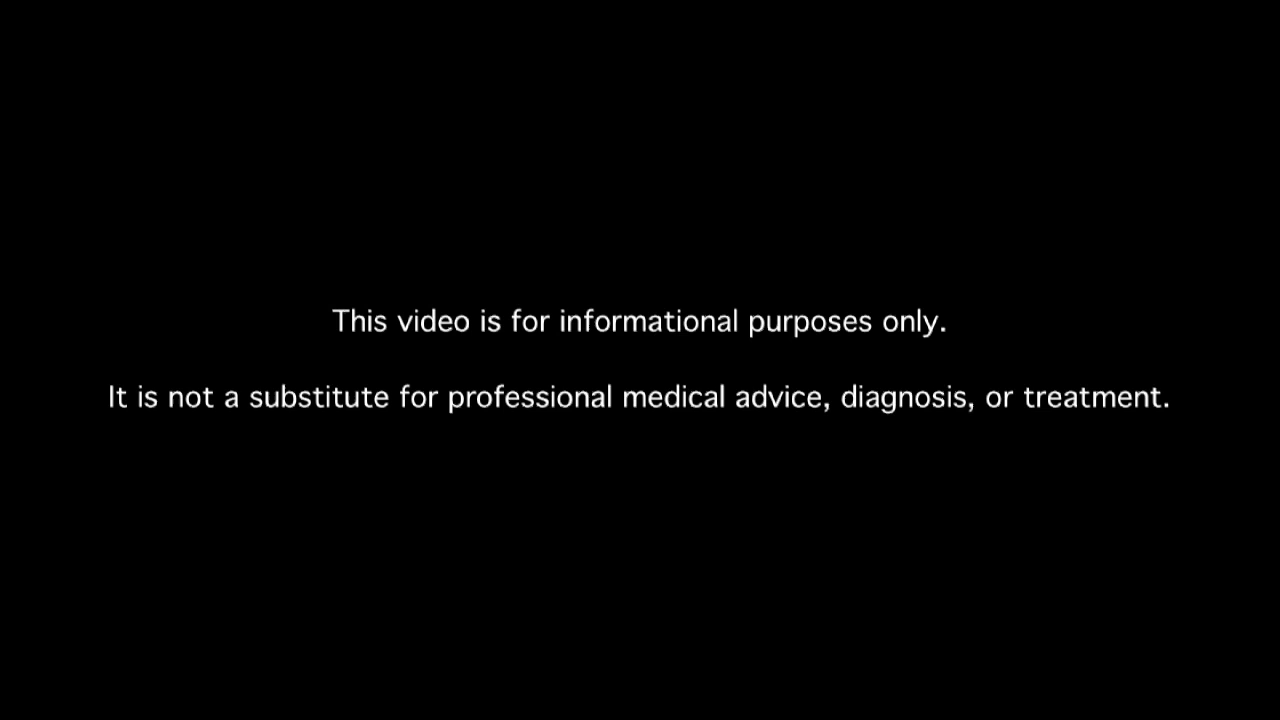 This video is for informational purposes only.
It is not a substitute for professional medical advice, diagnosis, or treatment.